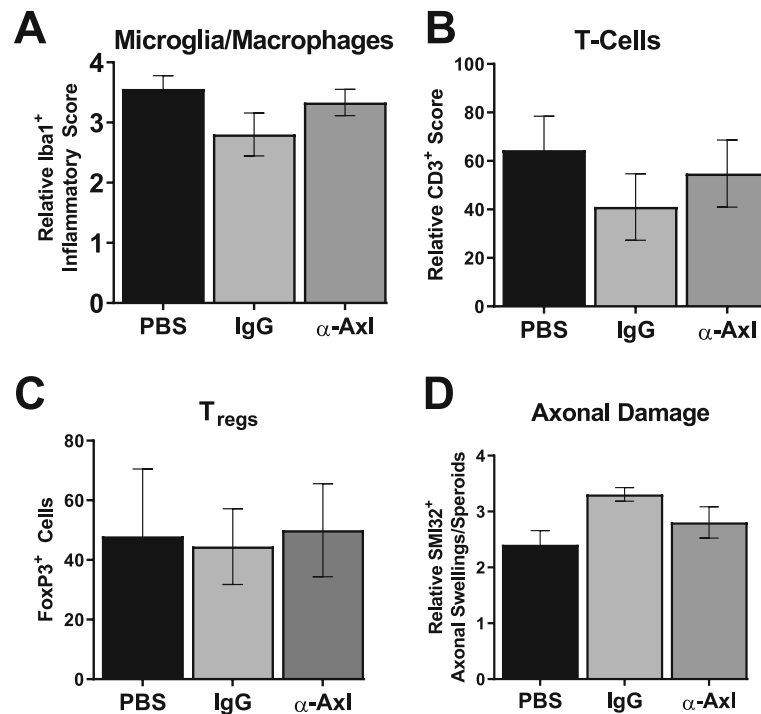 A
Microglia/Macrophages
Relative Iba1⁺
Inflammatory Score
4
3
2
1
0
PBS IgG α-Axl
B
T-Cells
Relative CD3⁺ Score
100
80
60
40
20
0
PBS IgG α-Axl
C
Tregs
FoxP3⁺ Cells
80
60
40
20
0
PBS IgG α-Axl
D
Axonal Damage
Relative SMI32⁺
Axonal Swellings/Speroids
4
3
2
1
0
PBS IgG α-Axl